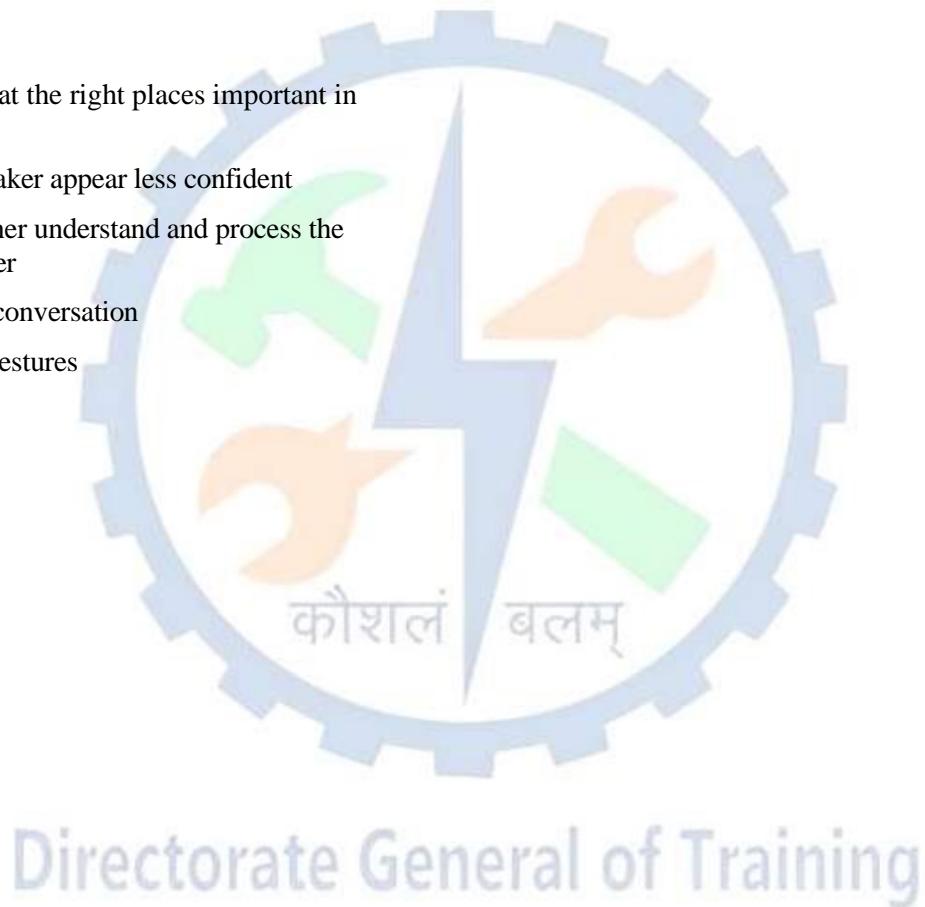 at the right places important in
aker appear less confident
ner understand and process the
er
conversation
estures
कौशलं बलम्
Directorate General of Training